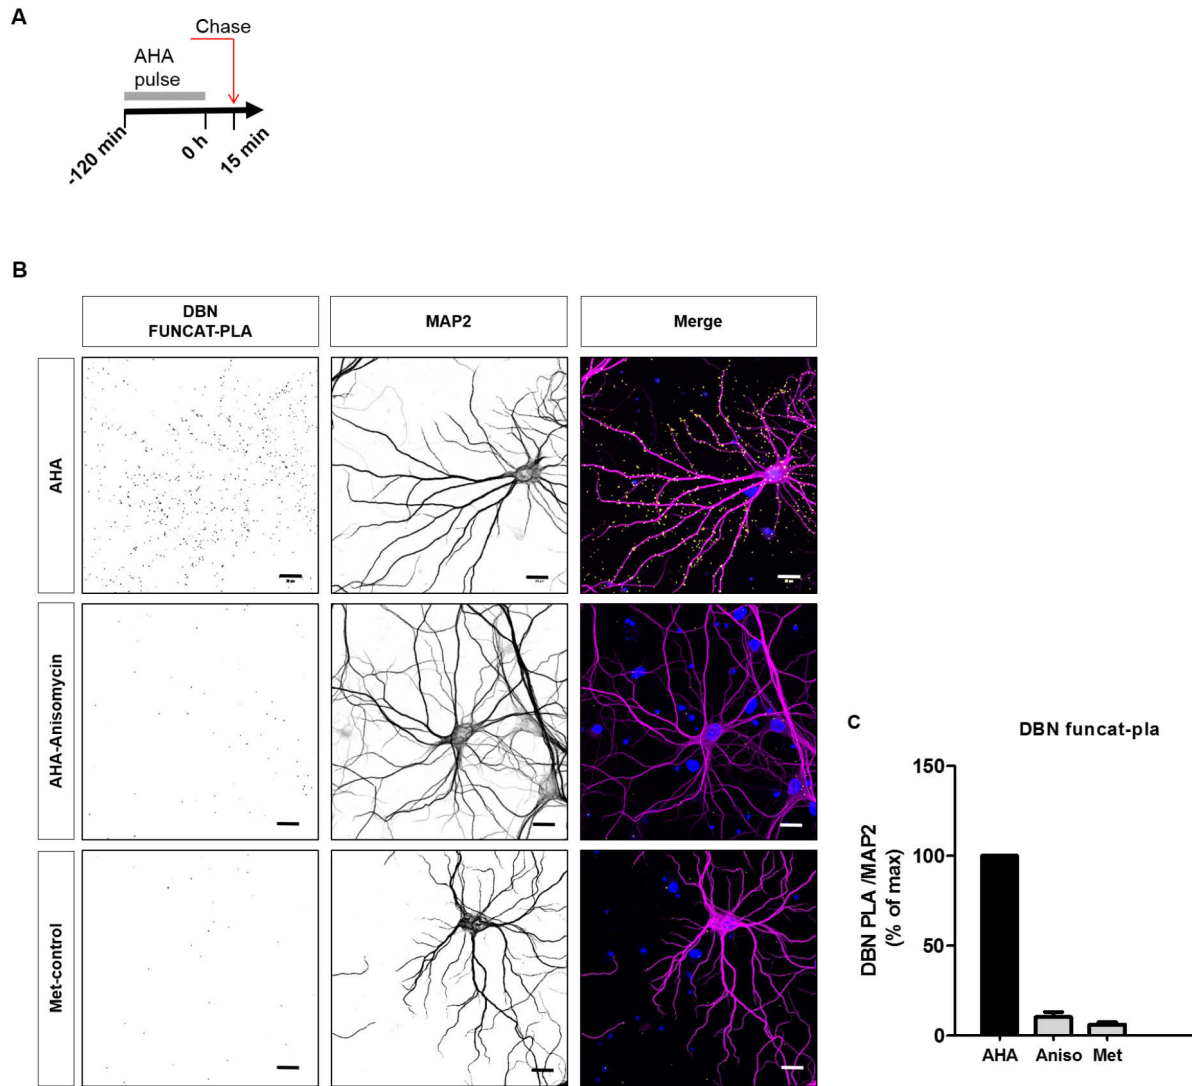 A
Chase
AHA
pulse
-120 min
0 h
15 min
B
DBN
FUNCAT-PLA
MAP2
Merge
AHA
AHA-Anisomycin
Met-control
C
DBN funcat-pla
DBN PLA /MAP2
(% of max)
150
100
50
0
AHA Aniso Met